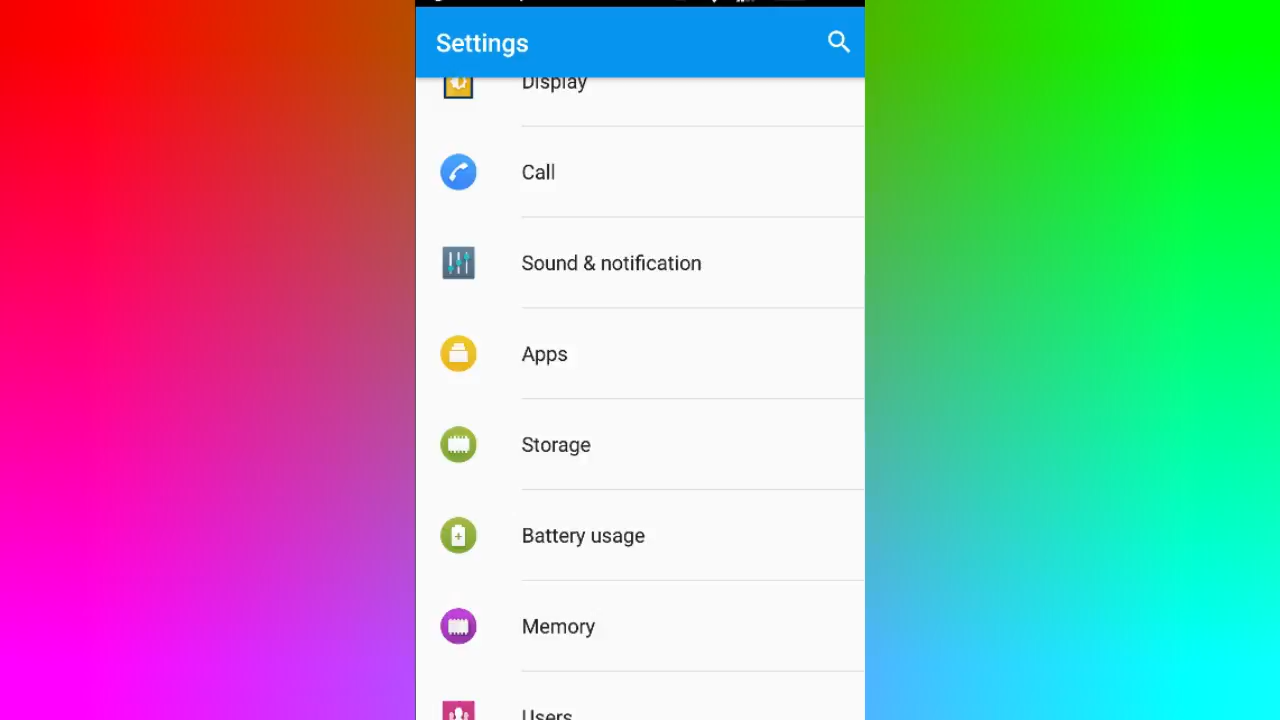 Settings
Display
Call
Sound & notification
Apps
Storage
Battery usage
Memory
Users